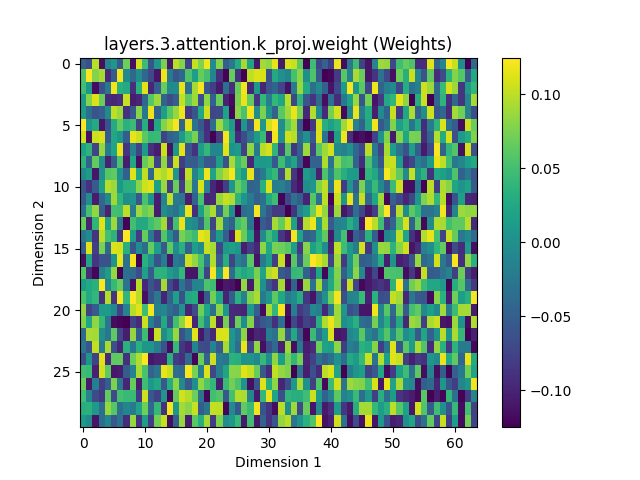 layers.3.attention.k_proj.weight (Weights)
0
5
10
15
20
25
Dimension 2
0 10 20 30 40 50 60
Dimension 1
0.10
0.05
0.00
−0.05
−0.10